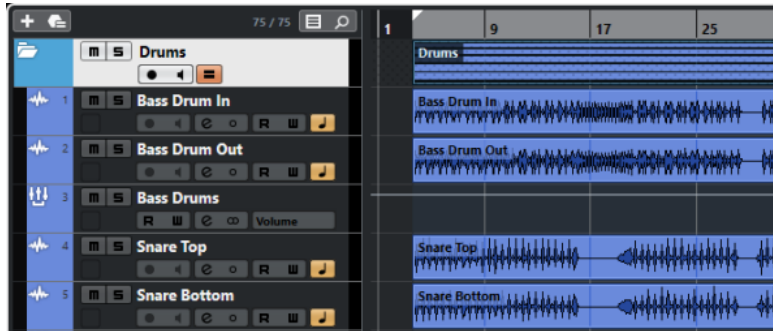 75 / 75
1 9 17 25
m S Drums
Drums
1 m S Bass Drum In
e R W
Bass Drum In
2 m S Bass Drum Out
e R W
Bass Drum Out
3 m S Bass Drums
R W e Volume
4 m S Snare Top
e R W
Snare Top
5 m S Snare Bottom
e R W
Snare Bottom